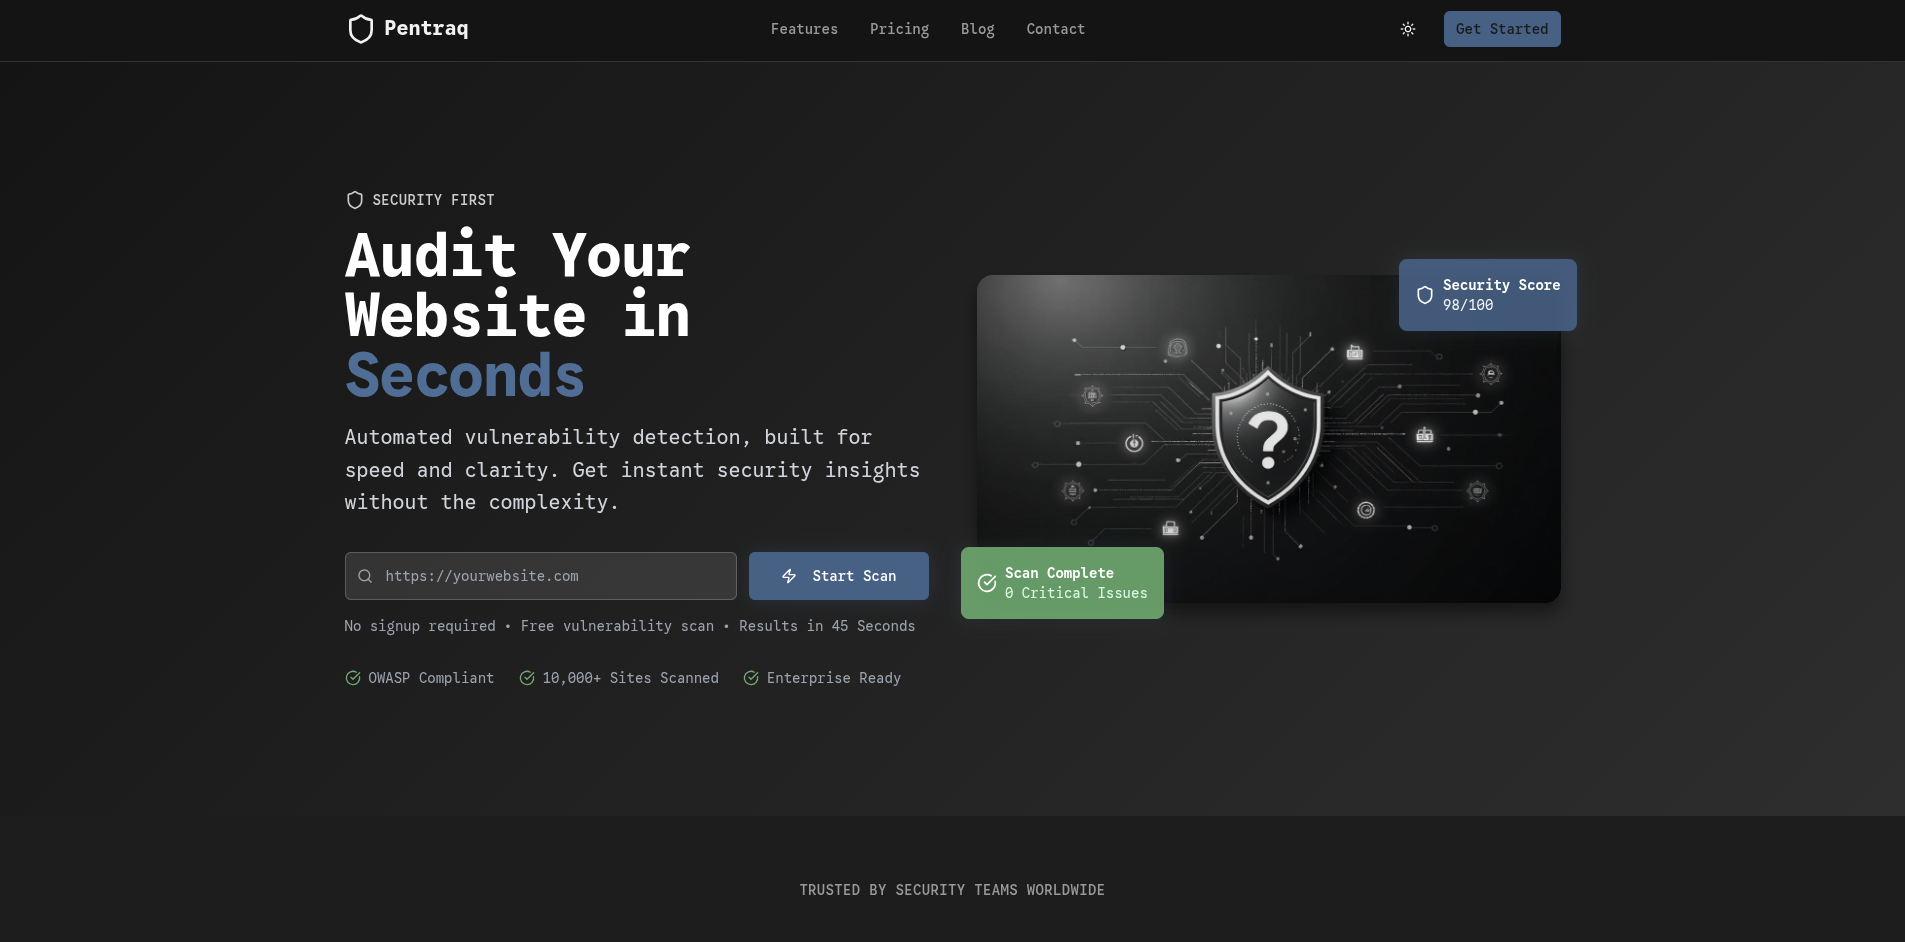 Pentraq
Features
Pricing
Blog
Contact
Get Started
SECURITY FIRST
Audit Your
Website in
Seconds
Automated vulnerability detection, built for
speed and clarity. Get instant security insights
without the complexity.
https://yourwebsite.com
Start Scan
No signup required • Free vulnerability scan • Results in 45 Seconds
OWASP Compliant
10,000+ Sites Scanned
Enterprise Ready
Security Score
98/100
?
Scan Complete
0 Critical Issues
TRUSTED BY SECURITY TEAMS WORLDWIDE